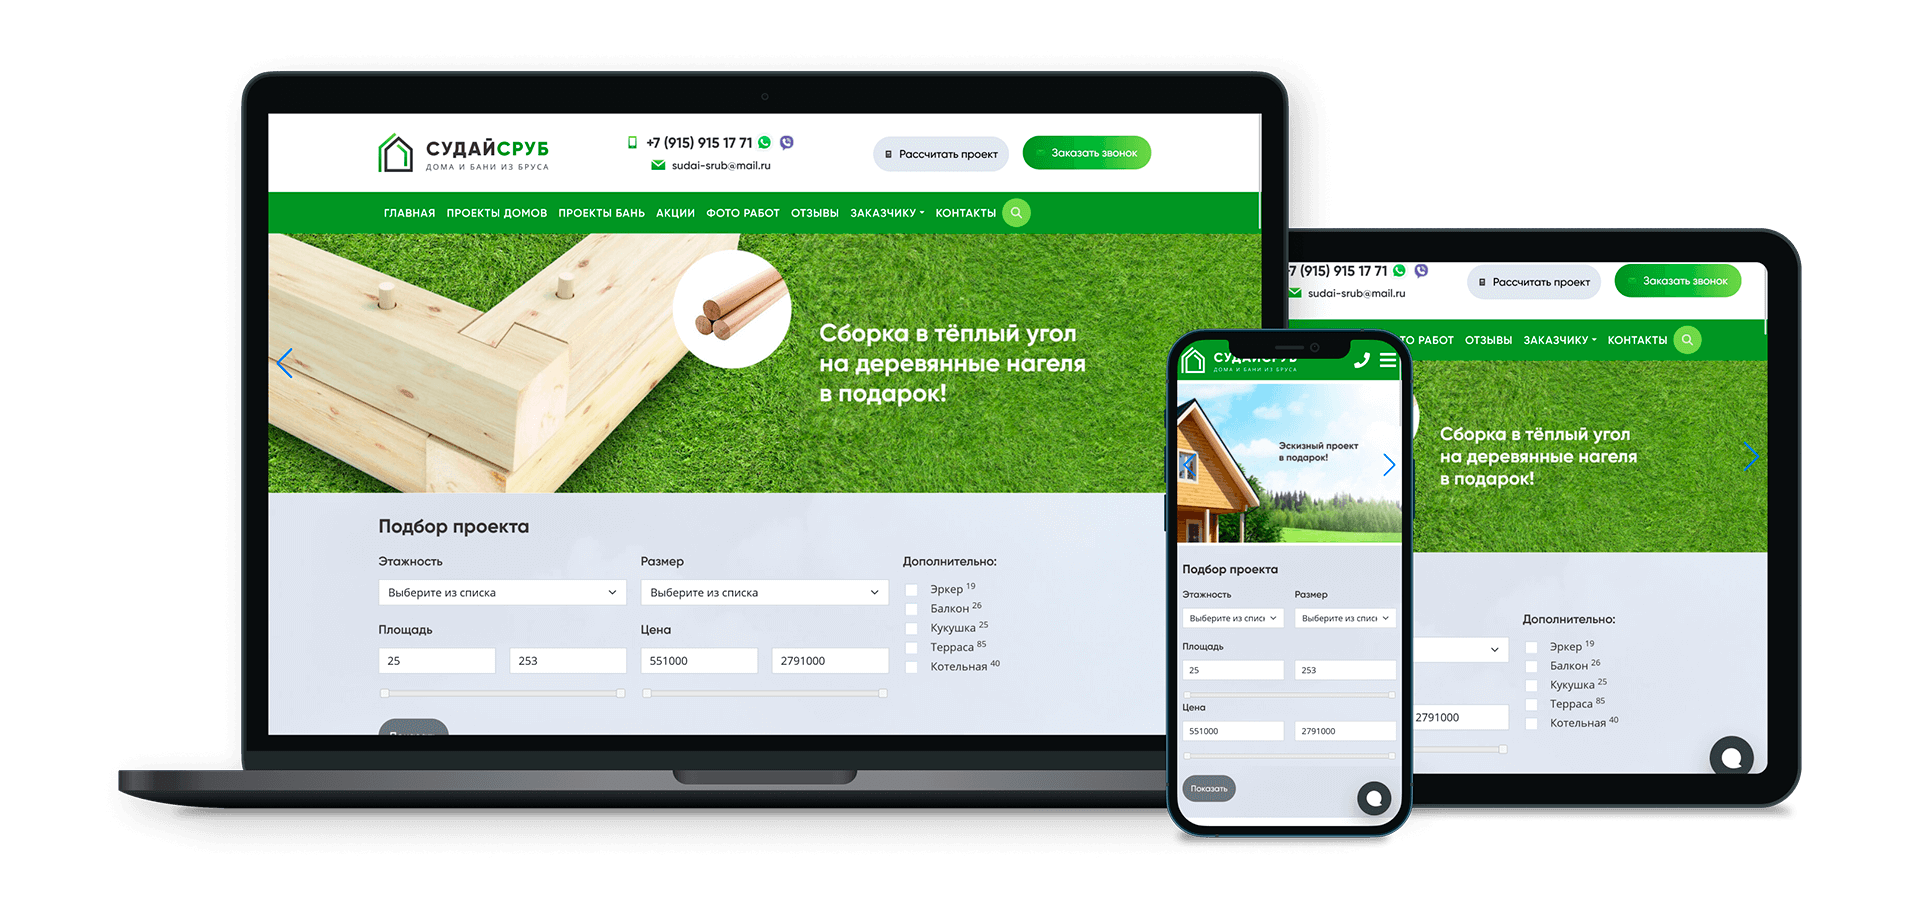 СУДАЙСРУБ
ДОМА И БАНИ ИЗ БРУСА
+7 (915) 915 17 71
sudai-srub@mail.ru
Рассчитать проект
Заказать звонок
ГЛАВНАЯ ПРОЕКТЫ ДОМОВ ПРОЕКТЫ БАНЬ АКЦИИ ФОТО РАБОТ ОТЗЫВЫ ЗАКАЗЧИКУ КОНТАКТЫ
Сборка в тёплый угол
на деревянные нагеля
в подарок!
Подбор проекта
Этажность
Размер
Дополнительно:
Выберите из списка
Выберите из списка
Эркер 19
Балкон 26
Кукушка 25
Терраса 85
Котельная 40
Площадь
Цена
25
253
551000
2791000
Показать
СУДАЙСРУБ
ДОМА И БАНИ ИЗ БРУСА
Эскизный проект
в подарок!
Подбор проекта
Этажность
Размер
Выберите из списк
Выберите из списк
Площадь
25
253
Цена
551000
2791000
Показать
7 (915) 915 17 71
sudai-srub@mail.ru
Рассчитать проект
Заказать звонок
ТО РАБОТ ОТЗЫВЫ ЗАКАЗЧИКУ КОНТАКТЫ
Сборка в тёплый угол
на деревянные нагеля
в подарок!
Дополнительно:
Эркер 19
Балкон 26
Кукушка 25
Терраса 85
Котельная 40
2791000